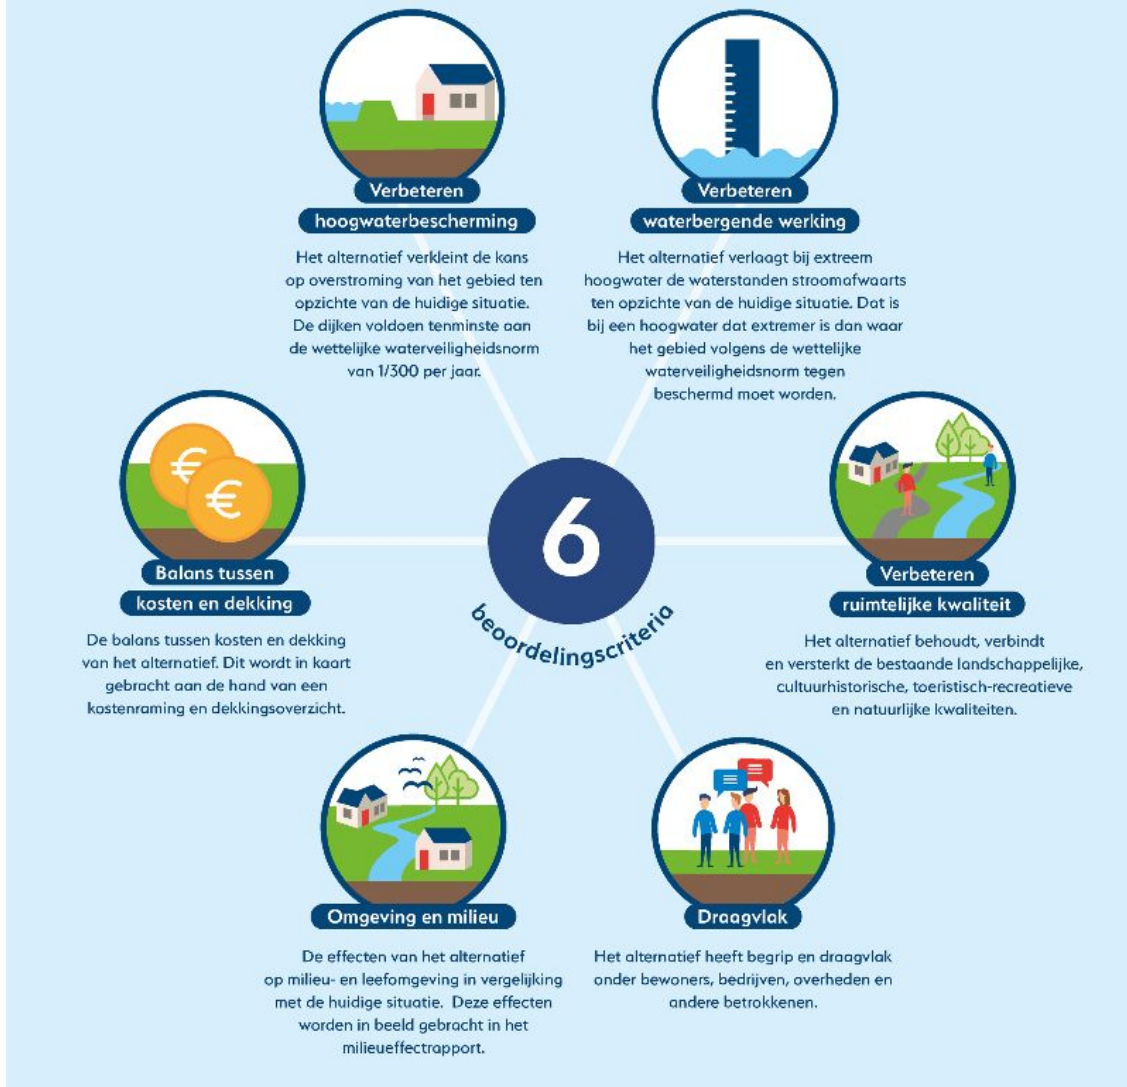 Verbeteren
hoogwaterbescherming
Het alternatief verkleint de kans
op overstroming van het gebied ten
opzichte van de huidige situatie.
De dijken voldoen tenminste aan
de wettelijke waterveiligheidsnorm
van 1/300 per jaar.
Verbeteren
waterbergende werking
Het alternatief verlaagt bij extreem
hoogwater de waterstanden stroomafwaarts
ten opzichte van de huidige situatie. Dat is
bij een hoogwater dat extremer is dan waar
het gebied volgens de wettelijke
waterveiligheidsnorm tegen
beschermd moet worden.
€
€
Balans tussen
kosten en dekking
De balans tussen kosten en dekking
van het alternatief. Dit wordt in kaart
gebracht aan de hand van een
kostenraming en dekkingsoverzicht.
6
beoordelingscriteria
Verbeteren
ruimtelijke kwaliteit
Het alternatief behoudt, verbindt
en versterkt de bestaande landschappelijke,
cultuurhistorische, toeristisch-recreatieve
en natuurlijke kwaliteiten.
Omgeving en milieu
De effecten van het alternatief
op milieu- en leefomgeving in vergelijking
met de huidige situatie. Deze effecten
worden in beeld gebracht in het
milieueffectrapport.
Draagvlak
Het alternatief heeft begrip en draagvlak
onder bewoners, bedrijven, overheden en
andere betrokkenen.